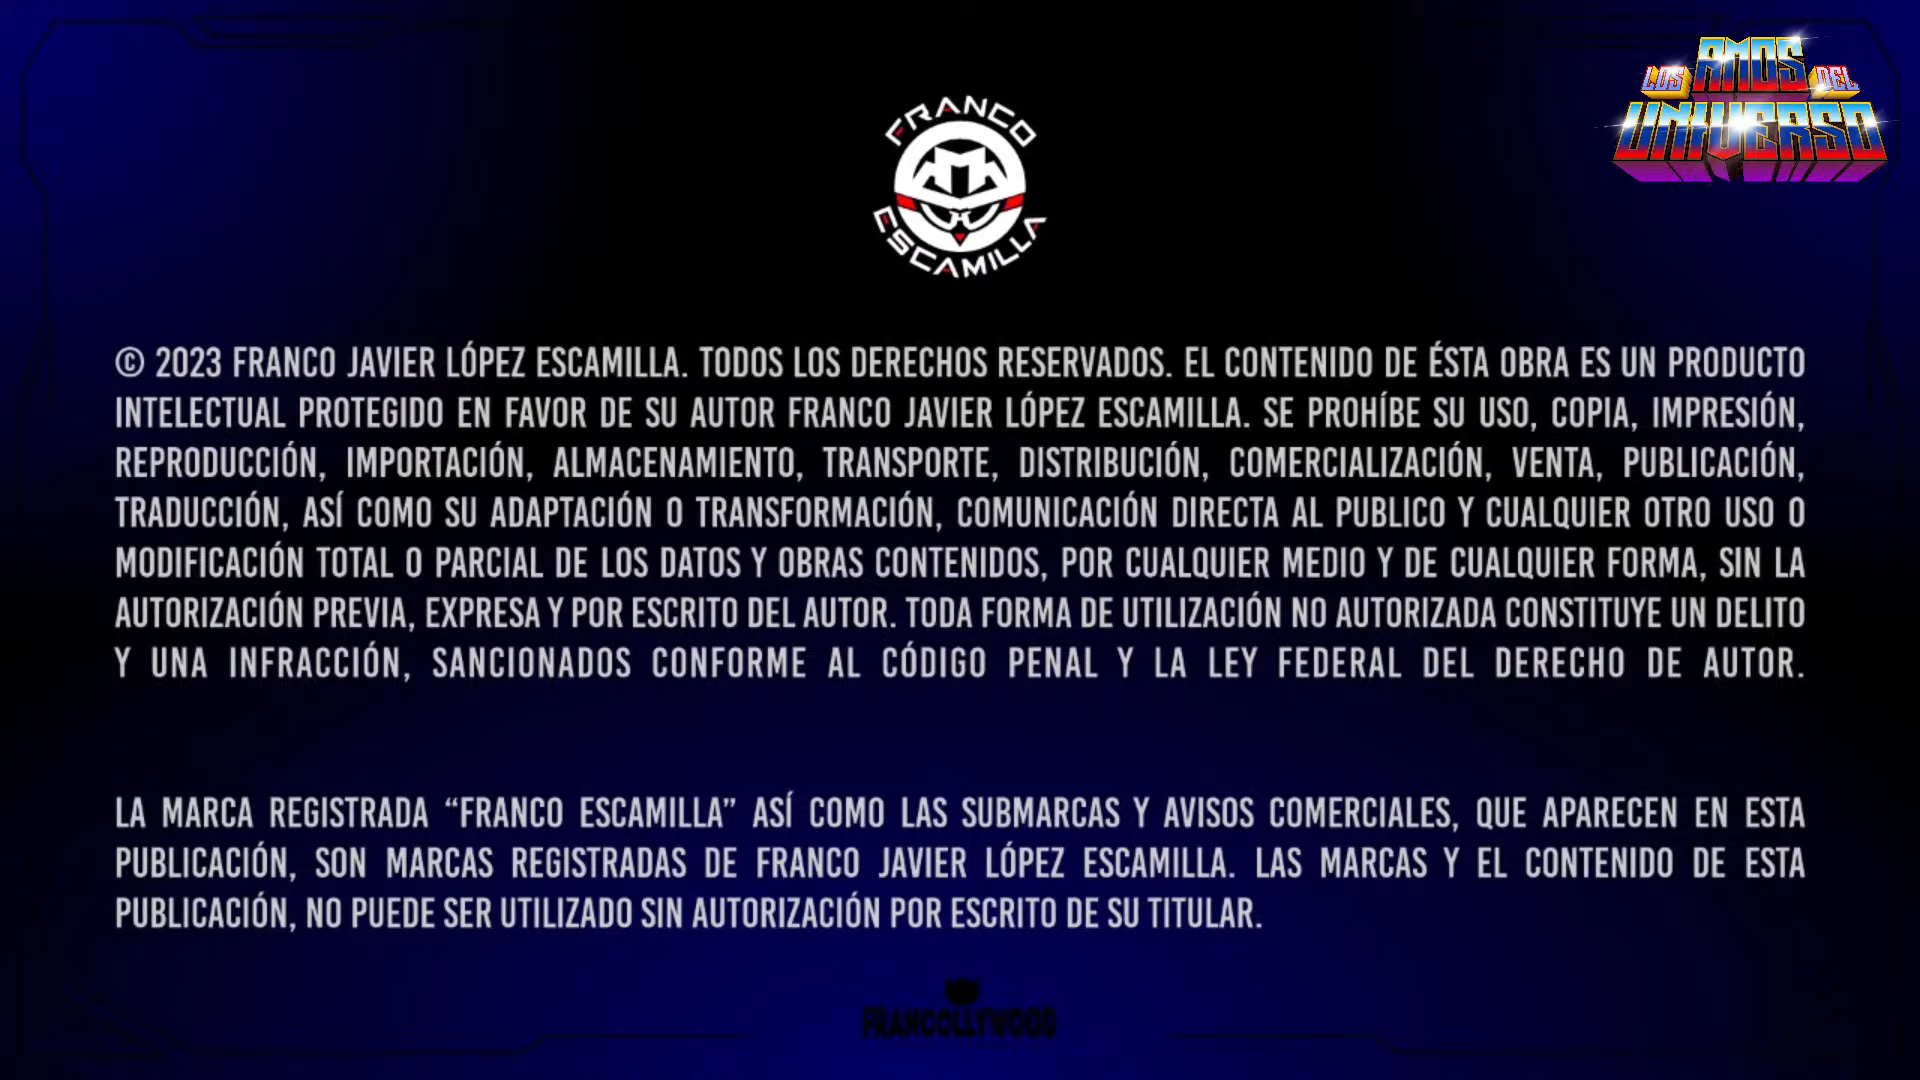 LOS AMOS DEL
UNIVERSO
FRANCO
ESCAMILLA
© 2023 FRANCO JAVIER LÓPEZ ESCAMILLA. TODOS LOS DERECHOS RESERVADOS. EL CONTENIDO DE ÉSTA OBRA ES UN PRODUCTO
INTELECTUAL PROTEGIDO EN FAVOR DE SU AUTOR FRANCO JAVIER LÓPEZ ESCAMILLA. SE PROHÍBE SU USO, COPIA, IMPRESIÓN,
REPRODUCCIÓN, IMPORTACIÓN, ALMACENAMIENTO, TRANSPORTE, DISTRIBUCIÓN, COMERCIALIZACIÓN, VENTA, PUBLICACIÓN,
TRADUCCIÓN, ASÍ COMO SU ADAPTACIÓN O TRANSFORMACIÓN, COMUNICACIÓN DIRECTA AL PUBLICO Y CUALQUIER OTRO USO O
MODIFICACIÓN TOTAL O PARCIAL DE LOS DATOS Y OBRAS CONTENIDOS, POR CUALQUIER MEDIO Y DE CUALQUIER FORMA, SIN LA
AUTORIZACIÓN PREVIA, EXPRESA Y POR ESCRITO DEL AUTOR. TODA FORMA DE UTILIZACIÓN NO AUTORIZADA CONSTITUYE UN DELITO
Y UNA INFRACCIÓN, SANCIONADOS CONFORME AL CÓDIGO PENAL Y LA LEY FEDERAL DEL DERECHO DE AUTOR.
LA MARCA REGISTRADA “FRANCO ESCAMILLA” ASÍ COMO LAS SUBMARCAS Y AVISOS COMERCIALES, QUE APARECEN EN ESTA
PUBLICACIÓN, SON MARCAS REGISTRADAS DE FRANCO JAVIER LÓPEZ ESCAMILLA. LAS MARCAS Y EL CONTENIDO DE ESTA
PUBLICACIÓN, NO PUEDE SER UTILIZADO SIN AUTORIZACIÓN POR ESCRITO DE SU TITULAR.
FRANCOLLYWOOD